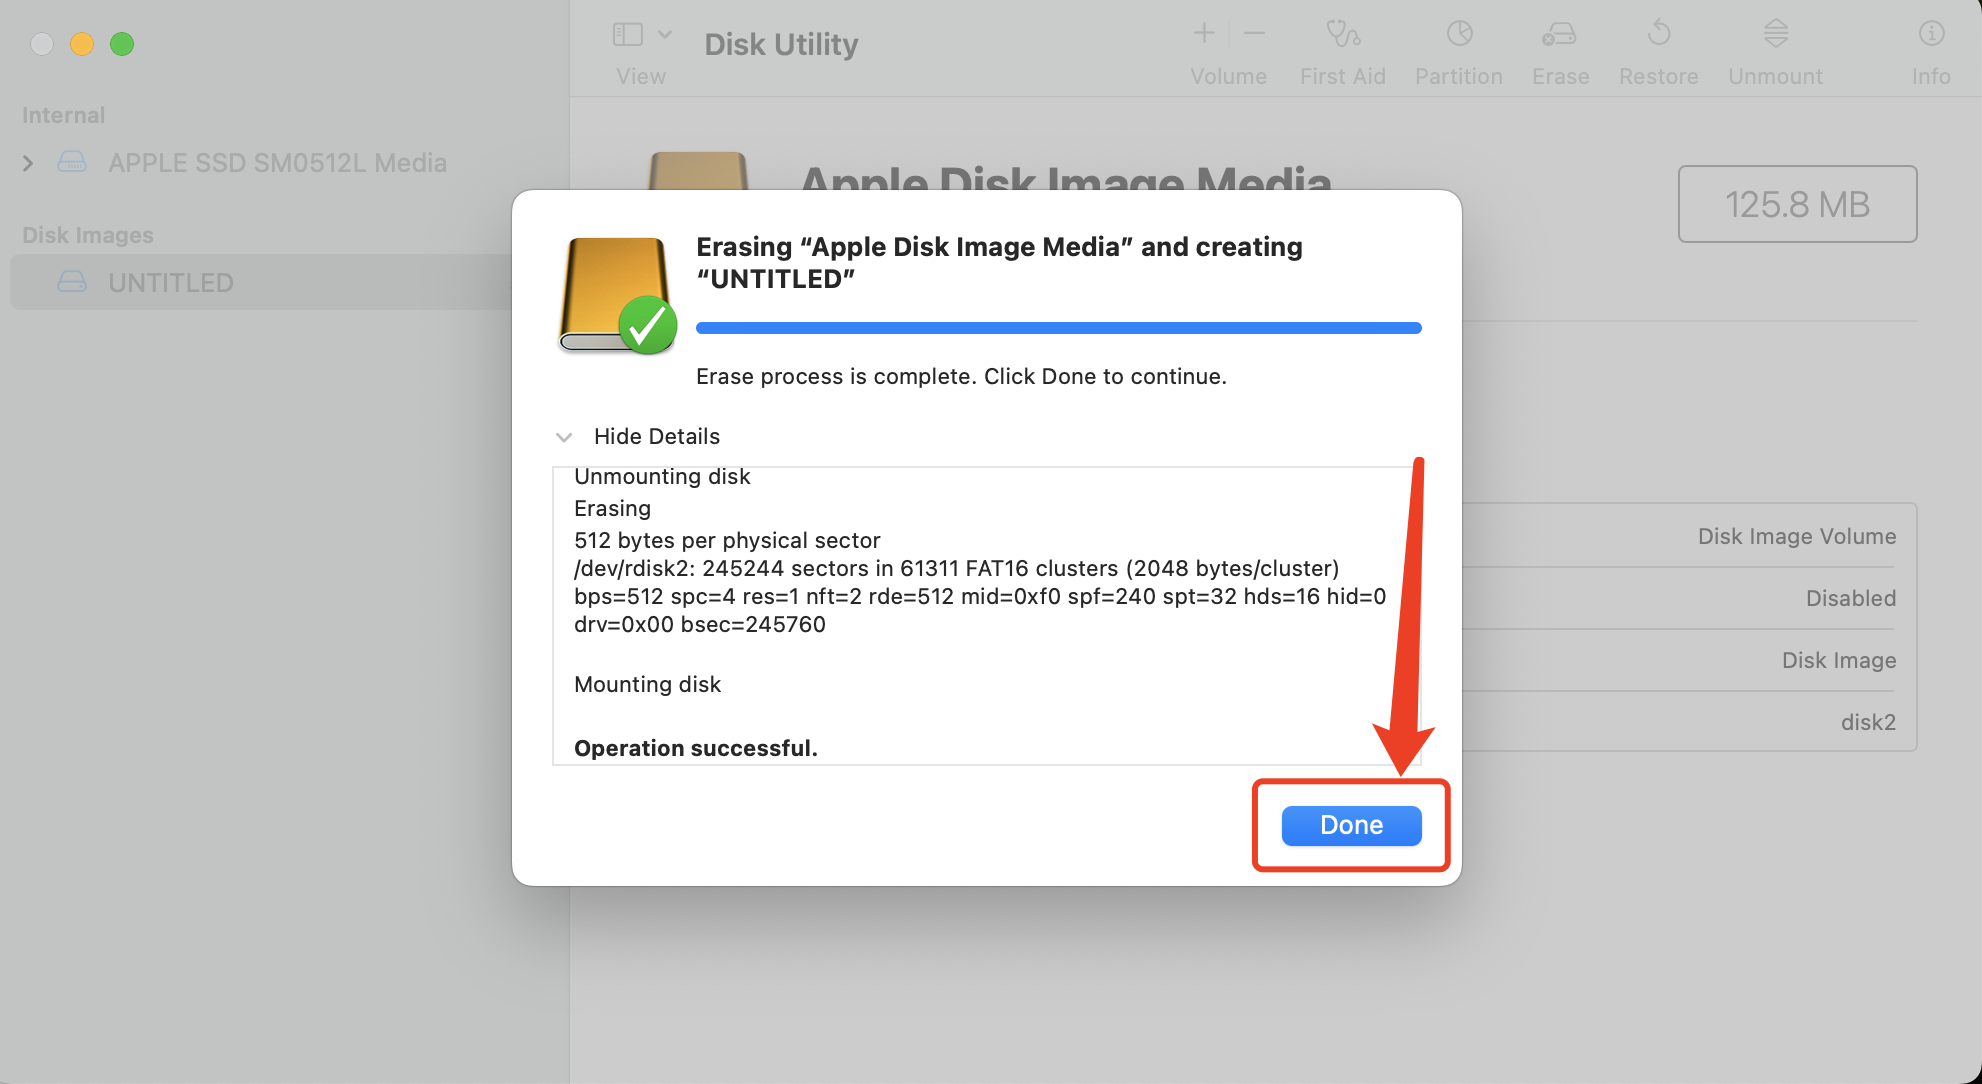 View
Disk Utility
Volume
First Aid
Partition
Erase
Restore
Unmount
Info
Internal
APPLE SSD SM0512L Media
Disk Images
UNTITLED
Apple Disk Image Media
125.8 MB
Erasing “Apple Disk Image Media” and creating
“UNTITLED”
Erase process is complete. Click Done to continue.
Hide Details
Unmounting disk
Erasing
512 bytes per physical sector
/dev/rdisk2: 245244 sectors in 61311 FAT16 clusters (2048 bytes/cluster)
bps=512 spc=4 res=1 nft=2 rde=512 mid=0xf0 spf=240 spt=32 hds=16 hid=0
drv=0x00 bsec=245760
Mounting disk
Operation successful.
Done
Disk Image Volume
Disabled
Disk Image
disk2